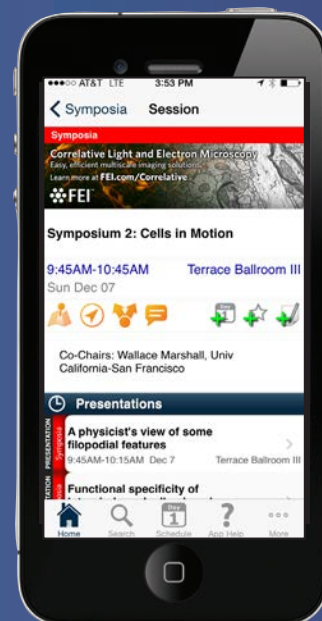 AT&T LTE 3:53 PM
Symposia Session
Symposia
Correlative Light and Electron Microscopy
Easy, efficient multiscale imaging solutions.
Learn more at FEI.com/Correlative
FEI
Symposium 2: Cells in Motion
9:45AM-10:45AM Terrace Ballroom III
Sun Dec 07
Co-Chairs: Wallace Marshall, Univ
California-San Francisco
Presentations
PRESENTATION
Symposia
A physicist's view of some
filopodial features
9:45AM-10:15AM Dec 7 Terrace Ballroom III
Functional specificity of
Day
1
?
Home Search Schedule App Help More